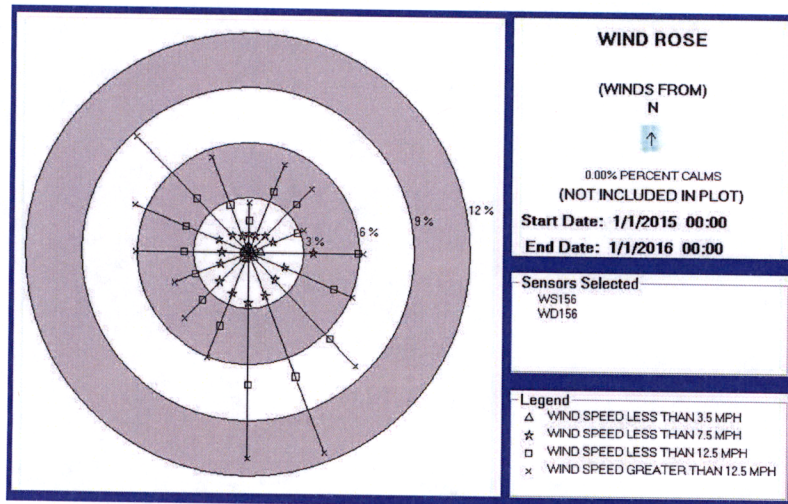 WIND ROSE
(WINDS FROM)
N
0.00% PERCENT CALMS
(NOT INCLUDED IN PLOT)
Start Date: 1/1/2015 00:00
End Date: 1/1/2016 00:00
3 %
6 %
9 %
12 %
Sensors Selected
WS156
WD156
Legend
WIND SPEED LESS THAN 3.5 MPH
WIND SPEED LESS THAN 7.5 MPH
WIND SPEED LESS THAN 12.5 MPH
WIND SPEED GREATER THAN 12.5 MPH